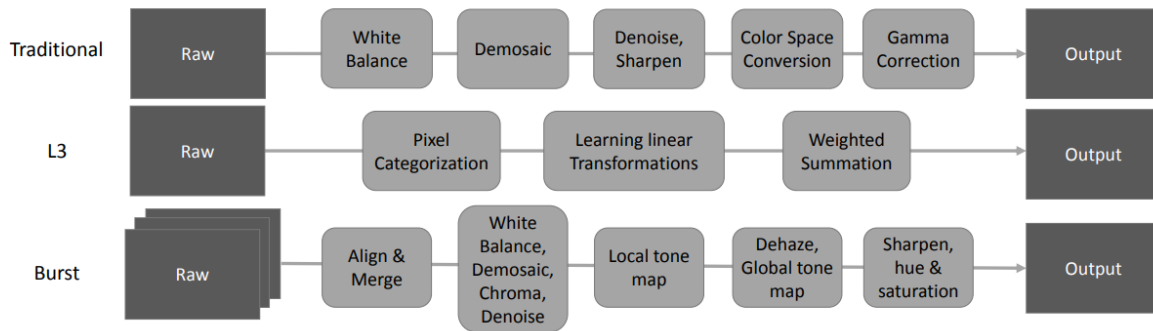 Traditional
Raw
White
Balance
Demosaic
Denoise,
Sharpen
Color Space
Conversion
Gamma
Correction
Output
L3
Raw
Pixel
Categorization
Learning linear
Transformations
Weighted
Summation
Output
Burst
Raw
Align &
Merge
White
Balance,
Demosaic,
Chroma,
Denoise
Local tone
map
Dehaze,
Global tone
map
Sharpen,
hue &
saturation
Output